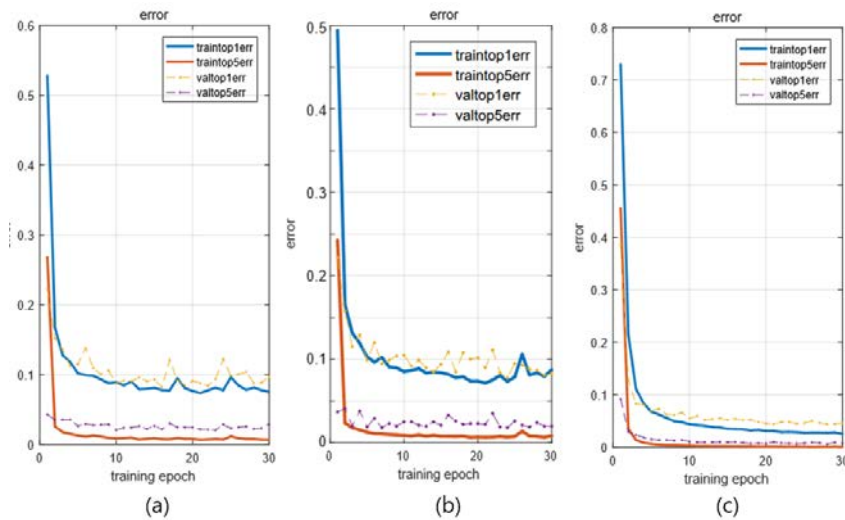 error
0.6
0.5
0.4
0.3
0.2
0.1
0
0
10
20
30
traintop1err
traintop5err
valtop1err
valtop5err
training epoch
(a)
error
0.5
0.4
0.3
0.2
0.1
0
0
10
20
30
error
traintop1err
traintop5err
valtop1err
valtop5err
training epoch
(b)
error
0.8
0.7
0.6
0.5
0.4
0.3
0.2
0.1
0
0
10
20
30
error
traintop1err
traintop5err
valtop1err
valtop5err
training epoch
(c)